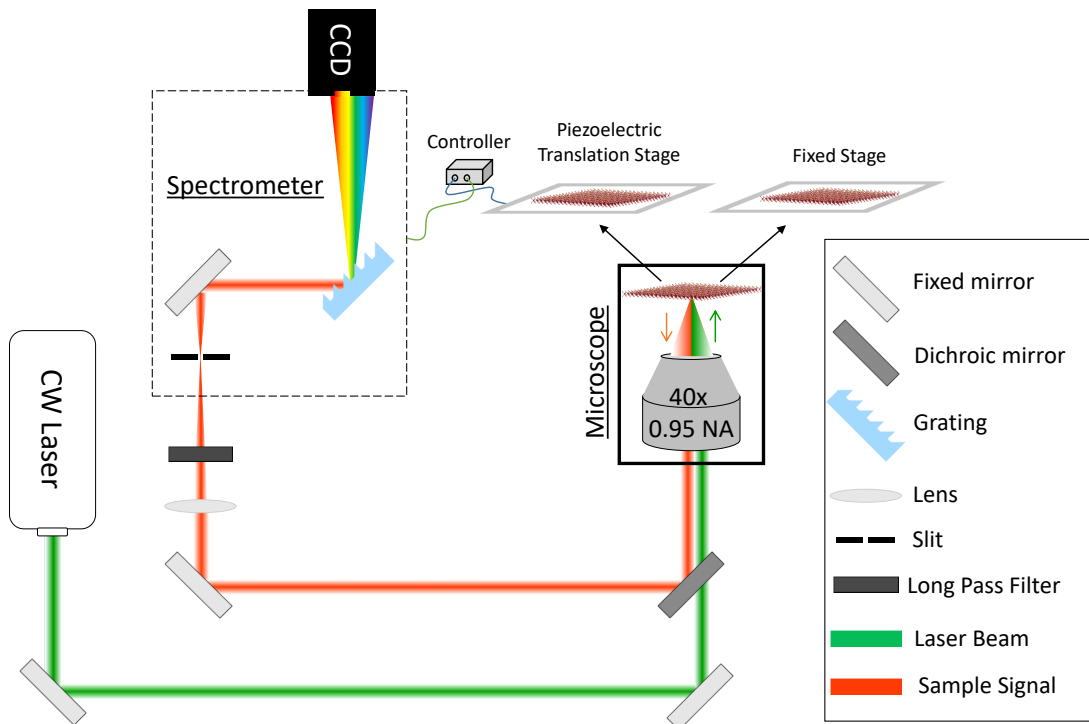 CCD
Controller
Piezoelectric
Translation Stage
Fixed Stage
Spectrometer
Microscope
40x
0.95 NA
CW Laser
Fixed mirror
Dichroic mirror
Grating
Lens
Slit
Long Pass Filter
Laser Beam
Sample Signal